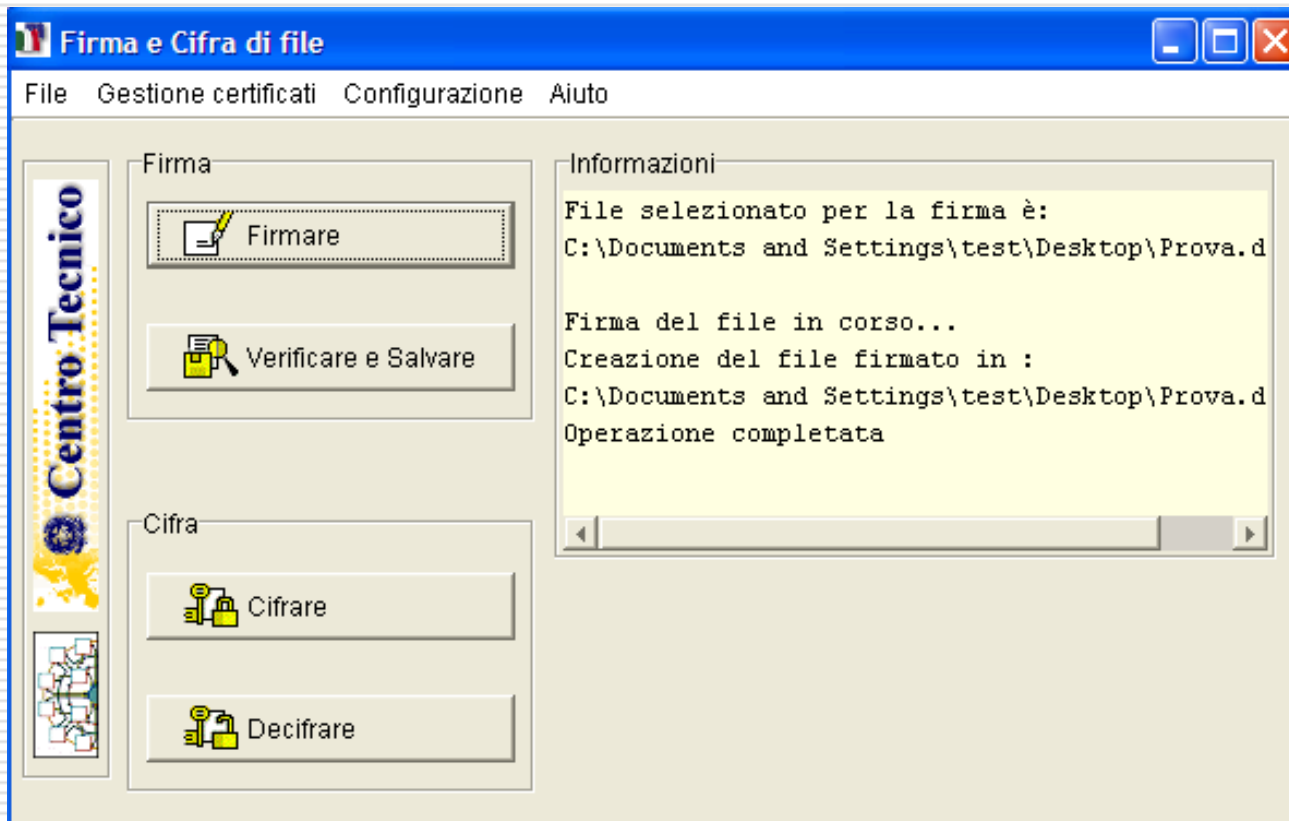 Firma e Cifra di file
File Gestione certificati Configurazione Aiuto
Centro Tecnico
Firma
Firmare
Verificare e Salvare
Cifra
Cifrare
Decifrare
Informazioni
File selezionato per la firma è:
C:\Documents and Settings\test\Desktop\Prova.d
Firma del file in corso...
Creazione del file firmato in :
C:\Documents and Settings\test\Desktop\Prova.d
Operazione completata